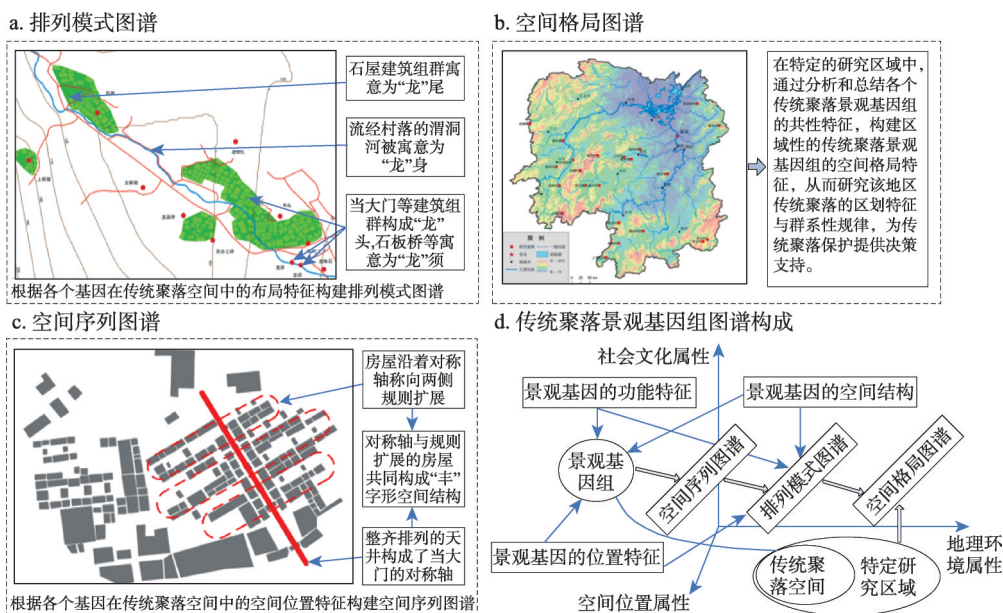 a. 排列模式图谱
石屋建筑组群寓
意为“龙”尾
流经村落的渭洞
河被寓意为
“龙”身
当大门等建筑组
群构成“龙”
头,石板桥等寓
意为“龙”须
根据各个基因在传统聚落空间中的布局特征构建排列模式图谱
b. 空间格局图谱
图 例
在特定的研究区域中，
通过分析和总结各个
传统聚落景观基因组
的共性特征，构建区
域性的传统聚落景观
基因组的空间格局特
征，从而研究该地区
传统聚落的区划特征
与群系性规律，为传
统聚落保护提供决策
支持。
c. 空间序列图谱
房屋沿着对称
轴称向两侧
规则扩展
对称轴与规则
扩展的房屋
共同构成“丰”
字形空间结构
整齐排列的天
井构成了当大
门的对称轴
根据各个基因在传统聚落空间中的空间位置特征构建空间序列图谱
d. 传统聚落景观基因组图谱构成
社会文化属性
景观基因的功能特征
景观基因的空间结构
景观基
因组
空间序列图谱
排列模式图谱
空间格局图谱
景观基因的位置特征
空间位置属性
传统聚
落空间
特定研
究区域
地理环
境属性